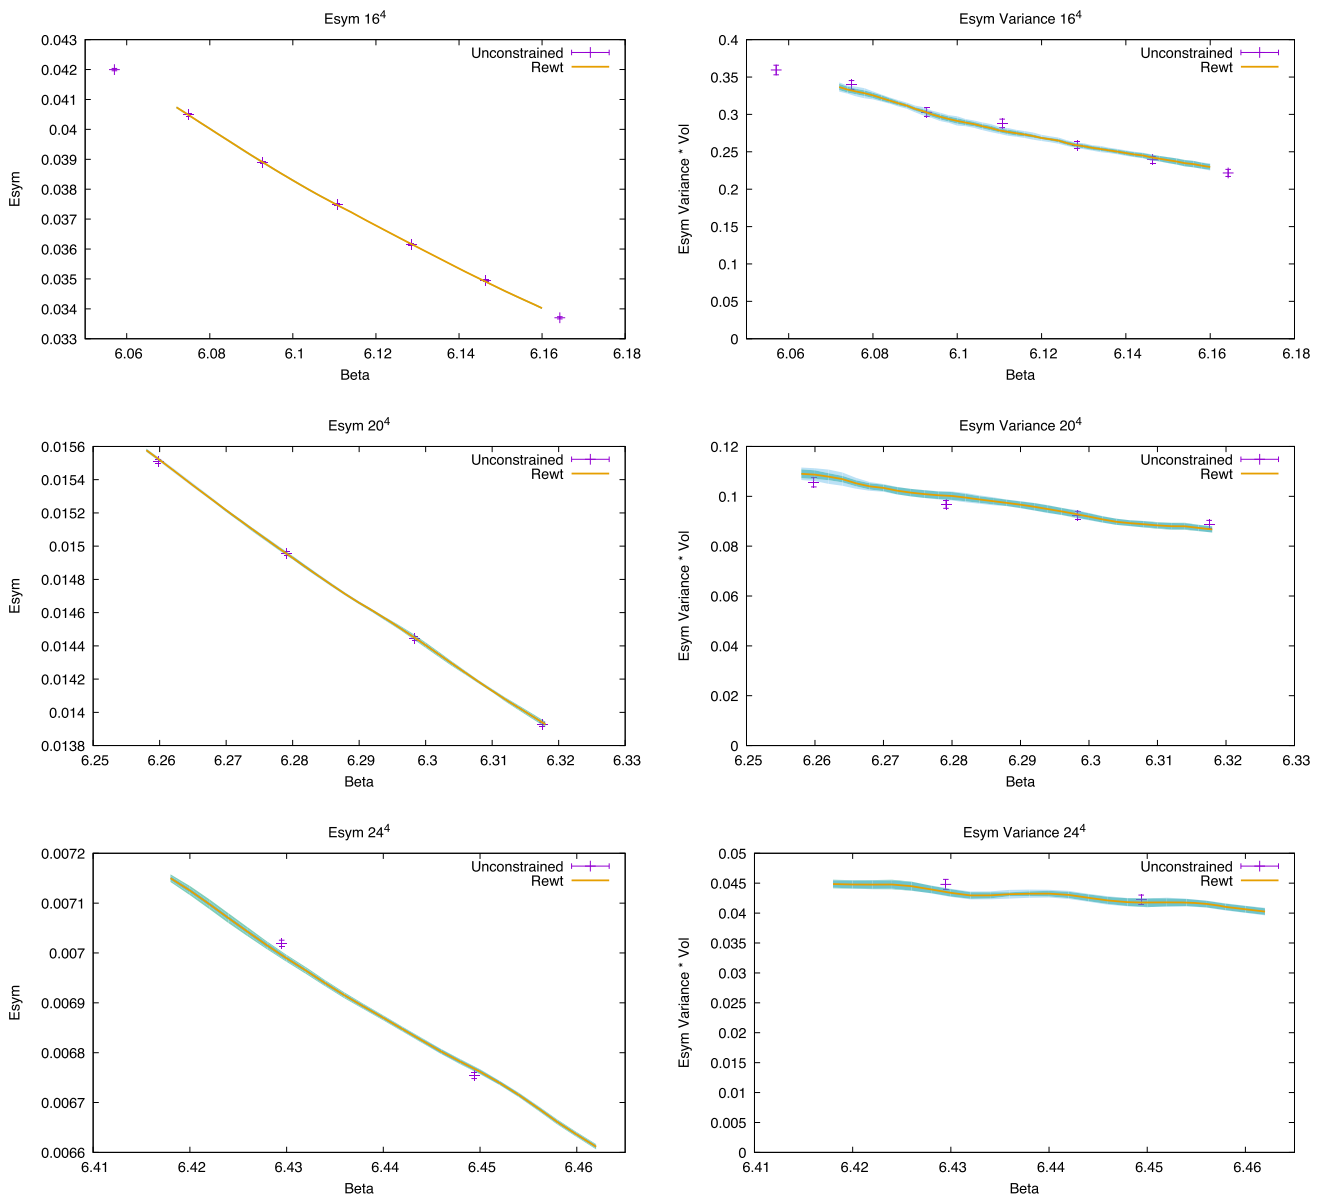 Esym 16^4
0.043
0.042
0.041
0.04
0.039
0.038
0.037
0.036
0.035
0.034
0.033
Esym
Unconstrained
Rewt
6.06 6.08 6.1 6.12 6.14 6.16 6.18
Beta
Esym Variance 16^4
0.4
0.35
0.3
0.25
0.2
0.15
0.1
0.05
0
Esym Variance * Vol
Unconstrained
Rewt
6.06 6.08 6.1 6.12 6.14 6.16 6.18
Beta
Esym 20^4
0.0156
0.0154
0.0152
0.015
0.0148
0.0146
0.0144
0.0142
0.014
0.0138
Esym
Unconstrained
Rewt
6.25 6.26 6.27 6.28 6.29 6.3 6.31 6.32 6.33
Beta
Esym Variance 20^4
0.12
0.1
0.08
0.06
0.04
0.02
0
Esym Variance * Vol
Unconstrained
Rewt
6.25 6.26 6.27 6.28 6.29 6.3 6.31 6.32 6.33
Beta
Esym 24^4
0.0072
0.0071
0.007
0.0069
0.0068
0.0067
0.0066
Esym
Unconstrained
Rewt
6.41 6.42 6.43 6.44 6.45 6.46
Beta
Esym Variance 24^4
0.05
0.045
0.04
0.035
0.03
0.025
0.02
0.015
0.01
0.005
0
Esym Variance * Vol
Unconstrained
Rewt
6.41 6.42 6.43 6.44 6.45 6.46
Beta